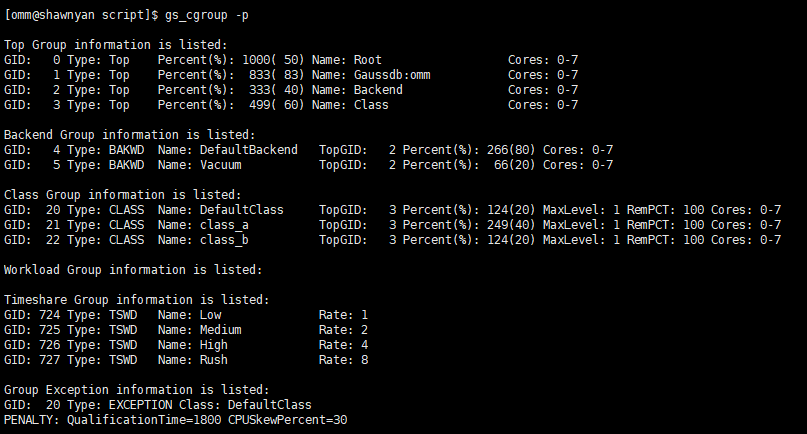 [omm@shawnyan script]$ gs_cgroup -p
Top Group information is listed:
GID:   0 Type: Top    Percent(%): 1000( 50) Name: Root                  Cores: 0-7
GID:   1 Type: Top    Percent(%):  833( 83) Name: Gaussdb:omm           Cores: 0-7
GID:   2 Type: Top    Percent(%):  333( 40) Name: Backend               Cores: 0-7
GID:   3 Type: Top    Percent(%):  499( 60) Name: Class                 Cores: 0-7
Backend Group information is listed:
GID:   4 Type: BAKWD  Name: DefaultBackend   TopGID:   2 Percent(%): 266(80) Cores: 0-7
GID:   5 Type: BAKWD  Name: Vacuum           TopGID:   2 Percent(%):  66(20) Cores: 0-7
Class Group information is listed:
GID:  20 Type: CLASS  Name: DefaultClass     TopGID:   3 Percent(%): 124(20) MaxLevel: 1 RemPCT: 100 Cores: 0-7
GID:  21 Type: CLASS  Name: class_a          TopGID:   3 Percent(%): 249(40) MaxLevel: 1 RemPCT: 100 Cores: 0-7
GID:  22 Type: CLASS  Name: class_b          TopGID:   3 Percent(%): 124(20) MaxLevel: 1 RemPCT: 100 Cores: 0-7
Workload Group information is listed:
Timeshare Group information is listed:
GID: 724 Type: TSWD   Name: Low              Rate: 1
GID: 725 Type: TSWD   Name: Medium           Rate: 2
GID: 726 Type: TSWD   Name: High             Rate: 4
GID: 727 Type: TSWD   Name: Rush             Rate: 8
Group Exception information is listed:
GID:  20 Type: EXCEPTION Class: DefaultClass
PENALTY: QualificationTime=1800 CPUSkewPercent=30